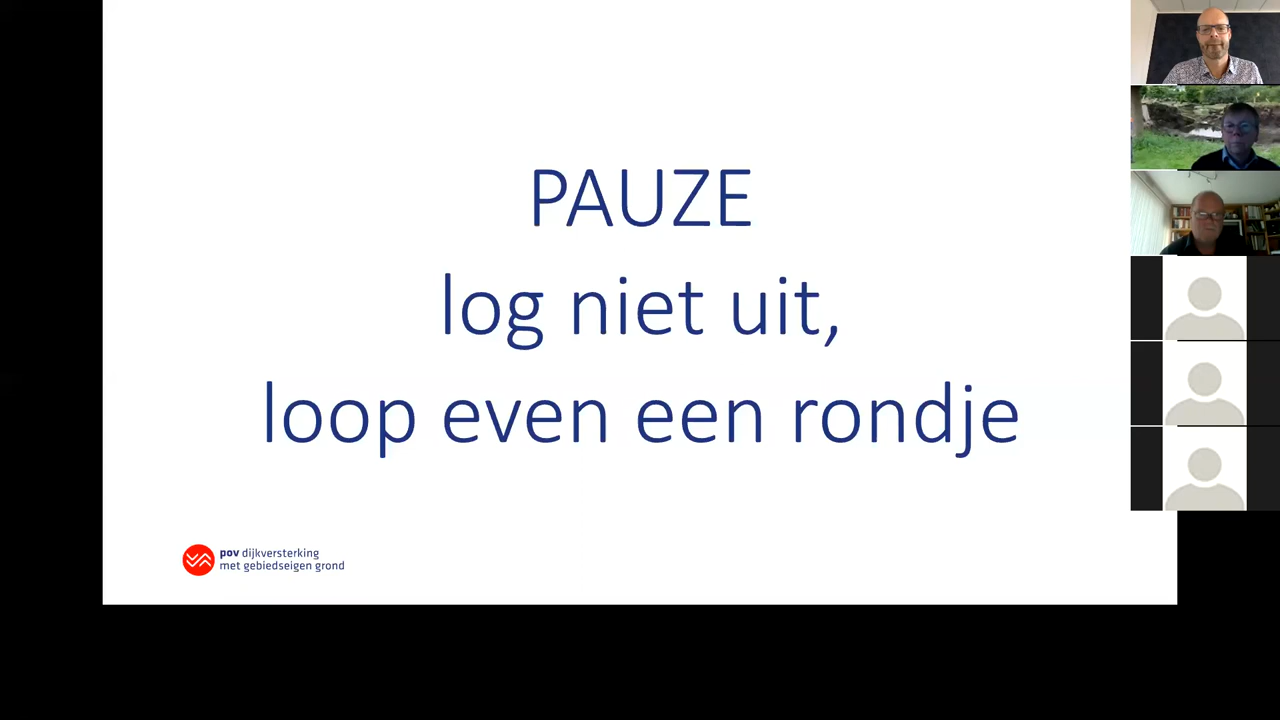 PAUZE
log niet uit,
loop even een rondje
pov dijkversterking
met gebiedseigen grond